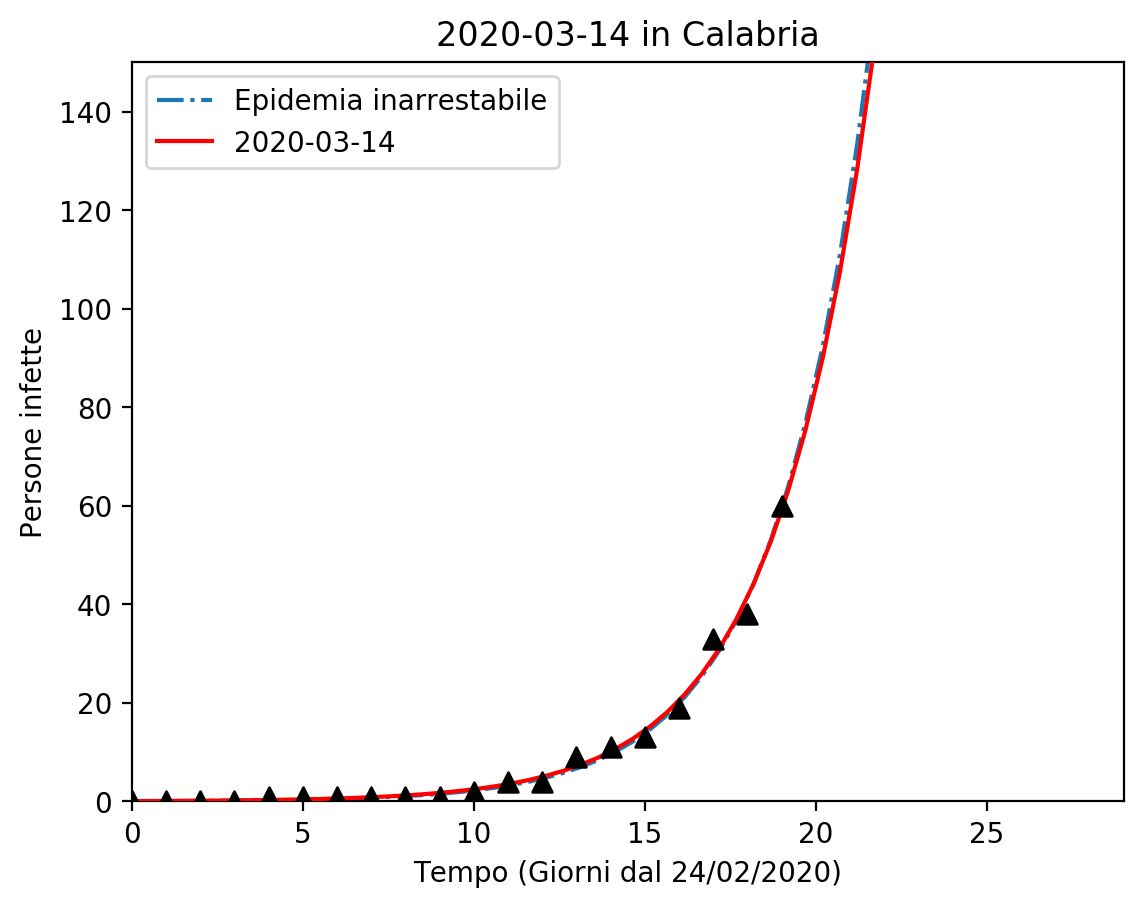 2020-03-14 in Calabria
Epidemia inarrestabile
2020-03-14
140
120
100
80
60
40
20
0
Persone infette
0 5 10 15 20 25
Tempo (Giorni dal 24/02/2020)